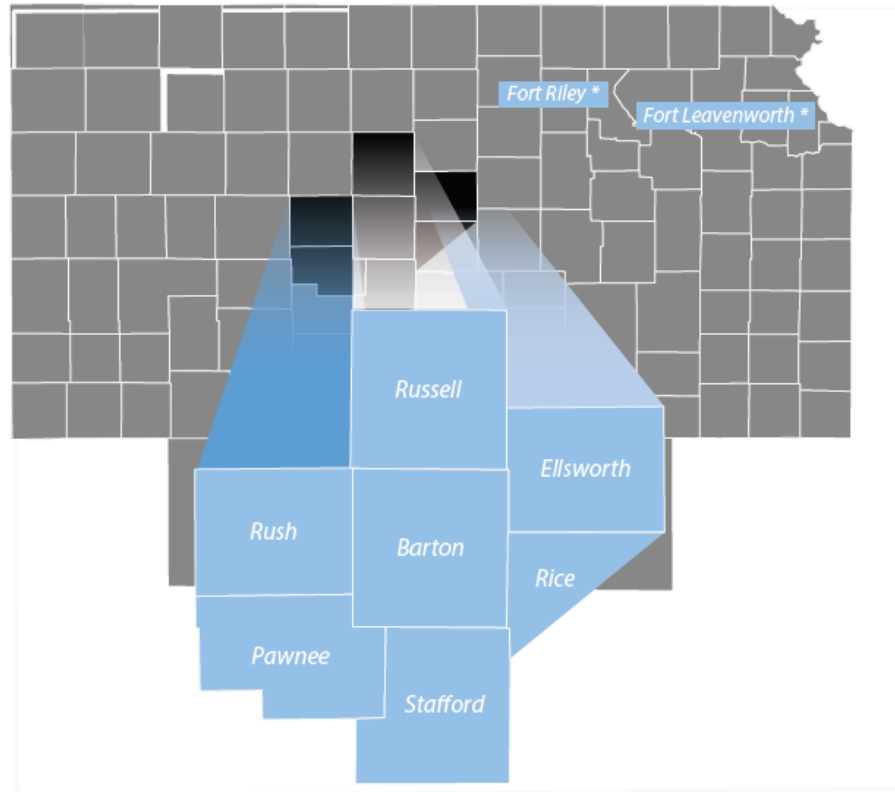 Fort Riley *
Fort Leavenworth *
Russell
Ellsworth
Rush
Barton
Rice
Pawnee
Stafford